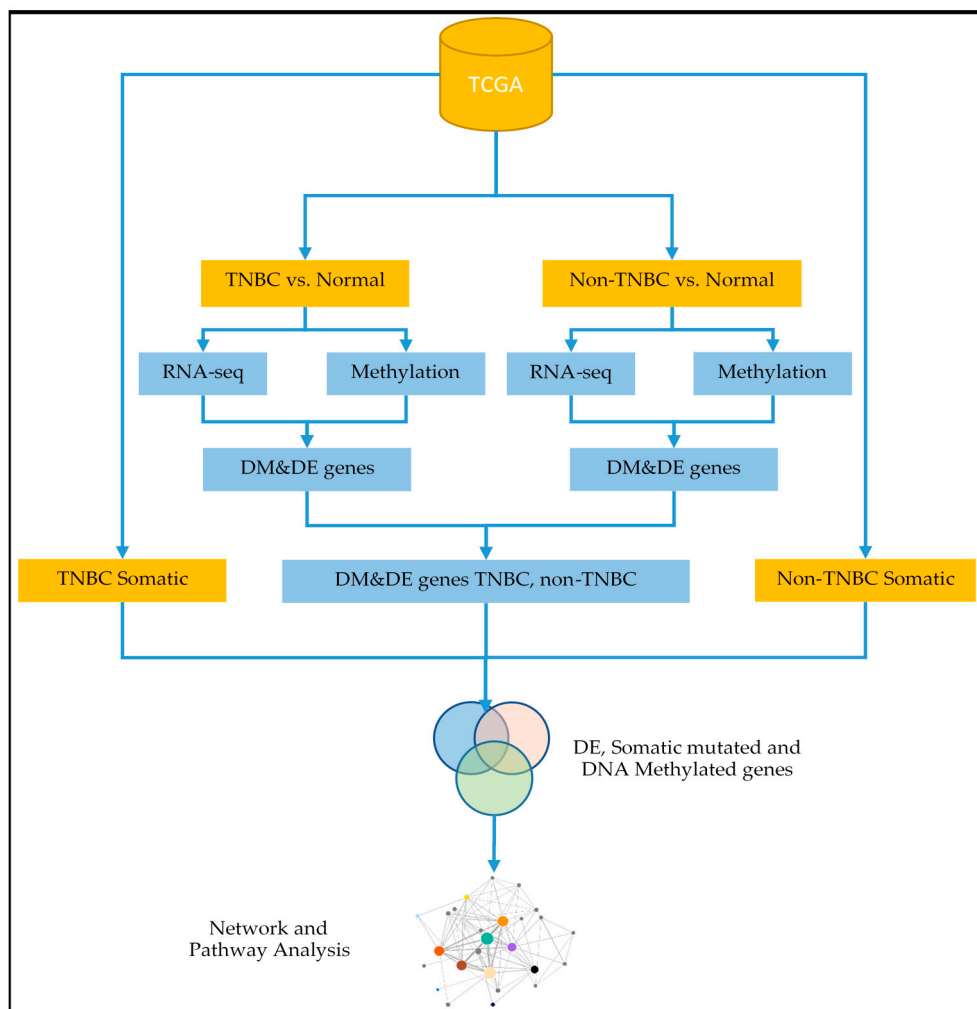 TCGA
TNBC vs. Normal
Non-TNBC vs. Normal
RNA-seq
Methylation
RNA-seq
Methylation
DM&DE genes
DM&DE genes
TNBC Somatic
DM&DE genes TNBC, non-TNBC
Non-TNBC Somatic
DE, Somatic mutated and
DNA Methylated genes
Network and
Pathway Analysis